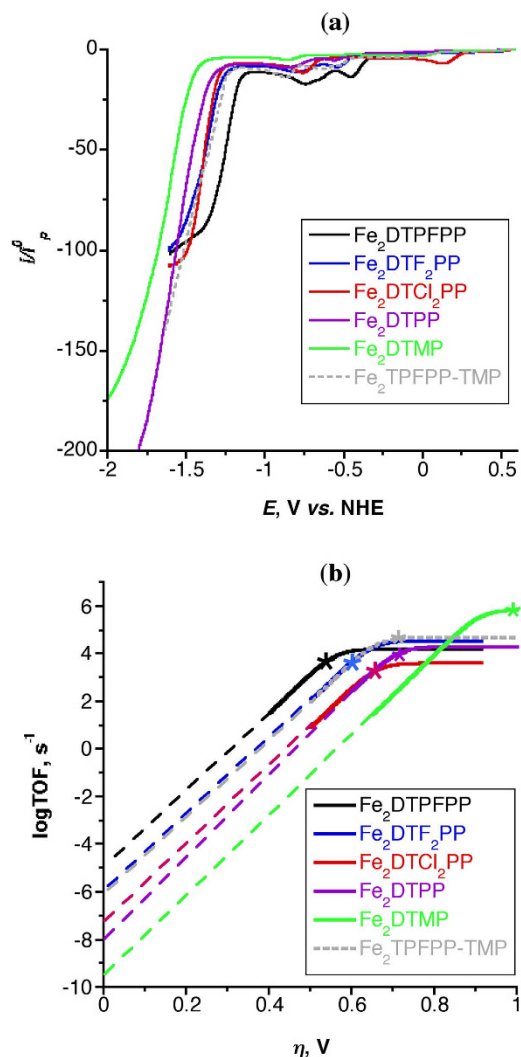 (a)
0
-50
-100
-150
-200
i/i⁰ₚ
Fe₂DTPFPP
Fe₂DTF₂PP
Fe₂DTCl₂PP
Fe₂DTPP
Fe₂DTMP
Fe₂TPFPP-TMP
-2 -1.5 -1 -0.5 0 0.5
E, V vs. NHE
(b)
6
4
2
0
-2
-4
-6
-8
-10
logTOF, s⁻¹
Fe₂DTPFPP
Fe₂DTF₂PP
Fe₂DTCl₂PP
Fe₂DTPP
Fe₂DTMP
Fe₂TPFPP-TMP
0 0.2 0.4 0.6 0.8 1
η, V